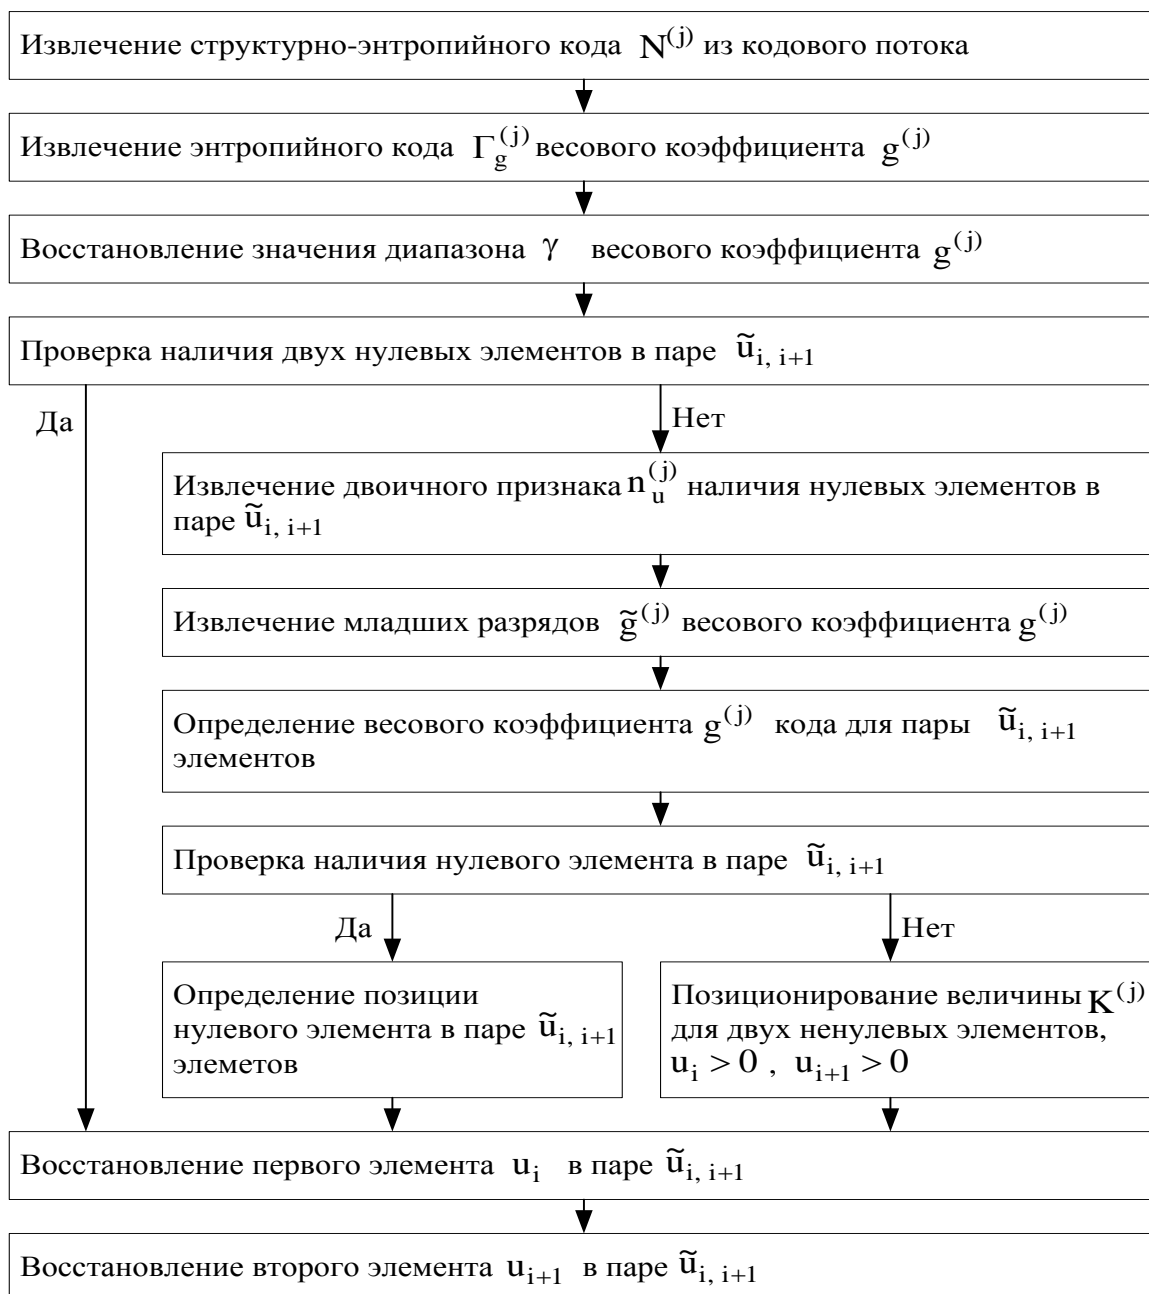 Извлечение структурно-энтропийного кода N^(j) из кодового потока
Извлечение энтропийного кода Γ_g^(j) весового коэффициента g^(j)
Восстановление значения диапазона γ весового коэффициента g^(j)
Проверка наличия двух нулевых элементов в паре ũ_i, i+1
Да
Нет
Извлечение двоичного признака n_u^(j) наличия нулевых элементов в
паре ũ_i, i+1
Извлечение младших разрядов g̃^(j) весового коэффициента g^(j)
Определение весового коэффициента g^(j) кода для пары ũ_i, i+1
элементов
Проверка наличия нулевого элемента в паре ũ_i, i+1
Да
Нет
Определение позиции
нулевого элемента в паре ũ_i, i+1
элеметов
Позиционирование величины K^(j)
для двух ненулевых элементов,
u_i > 0 , u_i+1 > 0
Восстановление первого элемента u_i в паре ũ_i, i+1
Восстановление второго элемента u_i+1 в паре ũ_i, i+1